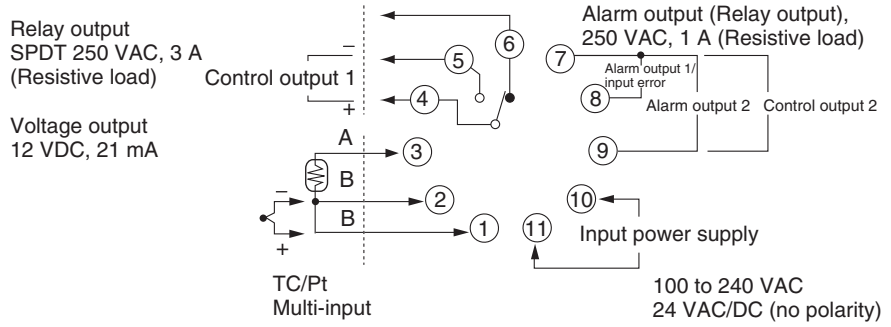 Relay output
SPDT 250 VAC, 3 A
(Resistive load)
Voltage output
12 VDC, 21 mA
Control output 1
−
+
6
5
4
A
3
B
2
B
1
−
+
TC/Pt
Multi-input
Alarm output (Relay output),
250 VAC, 1 A (Resistive load)
7
Alarm output 1/
input error
8
Alarm output 2
Control output 2
9
10
11
Input power supply
100 to 240 VAC
24 VAC/DC (no polarity)